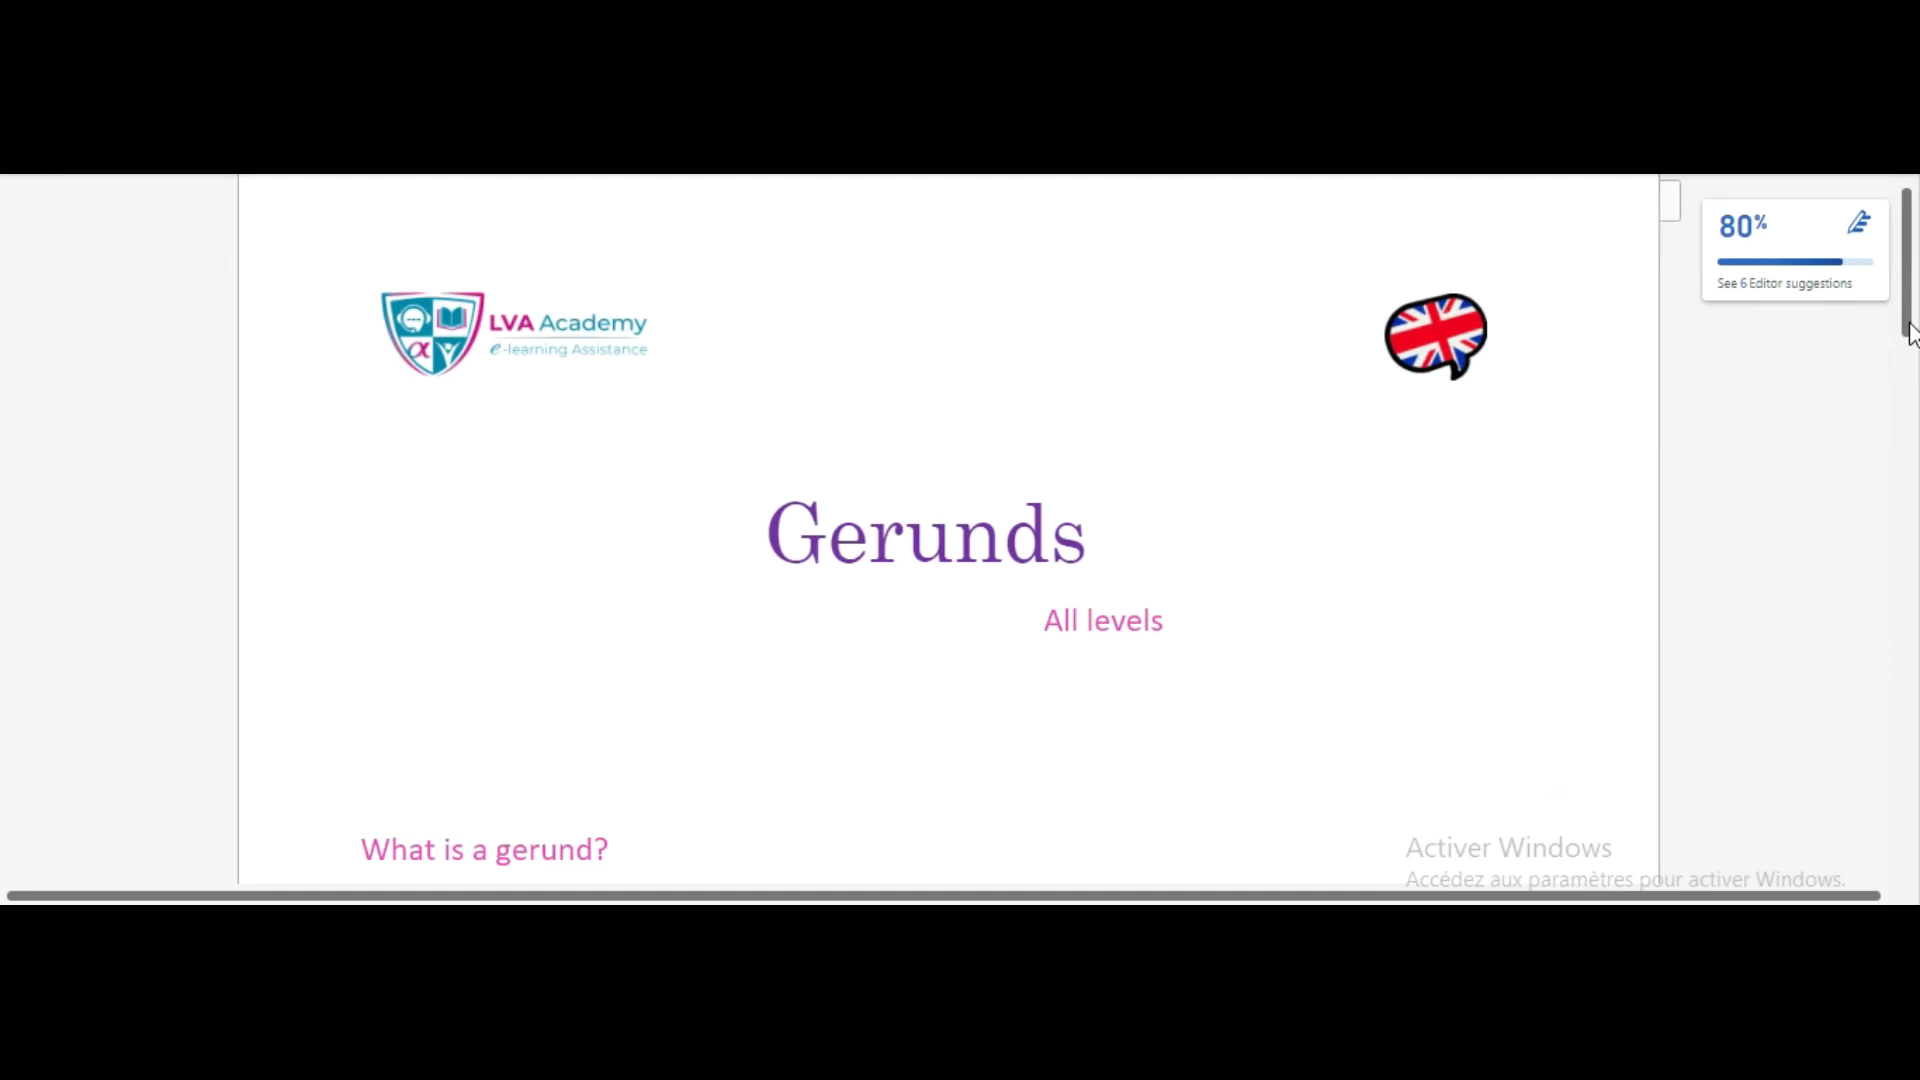 80%
See 6 Editor suggestions
LVA Academy
e-learning Assistance
α
Gerunds
All levels
What is a gerund?
Activer Windows
Accédez aux paramètres pour activer Windows.